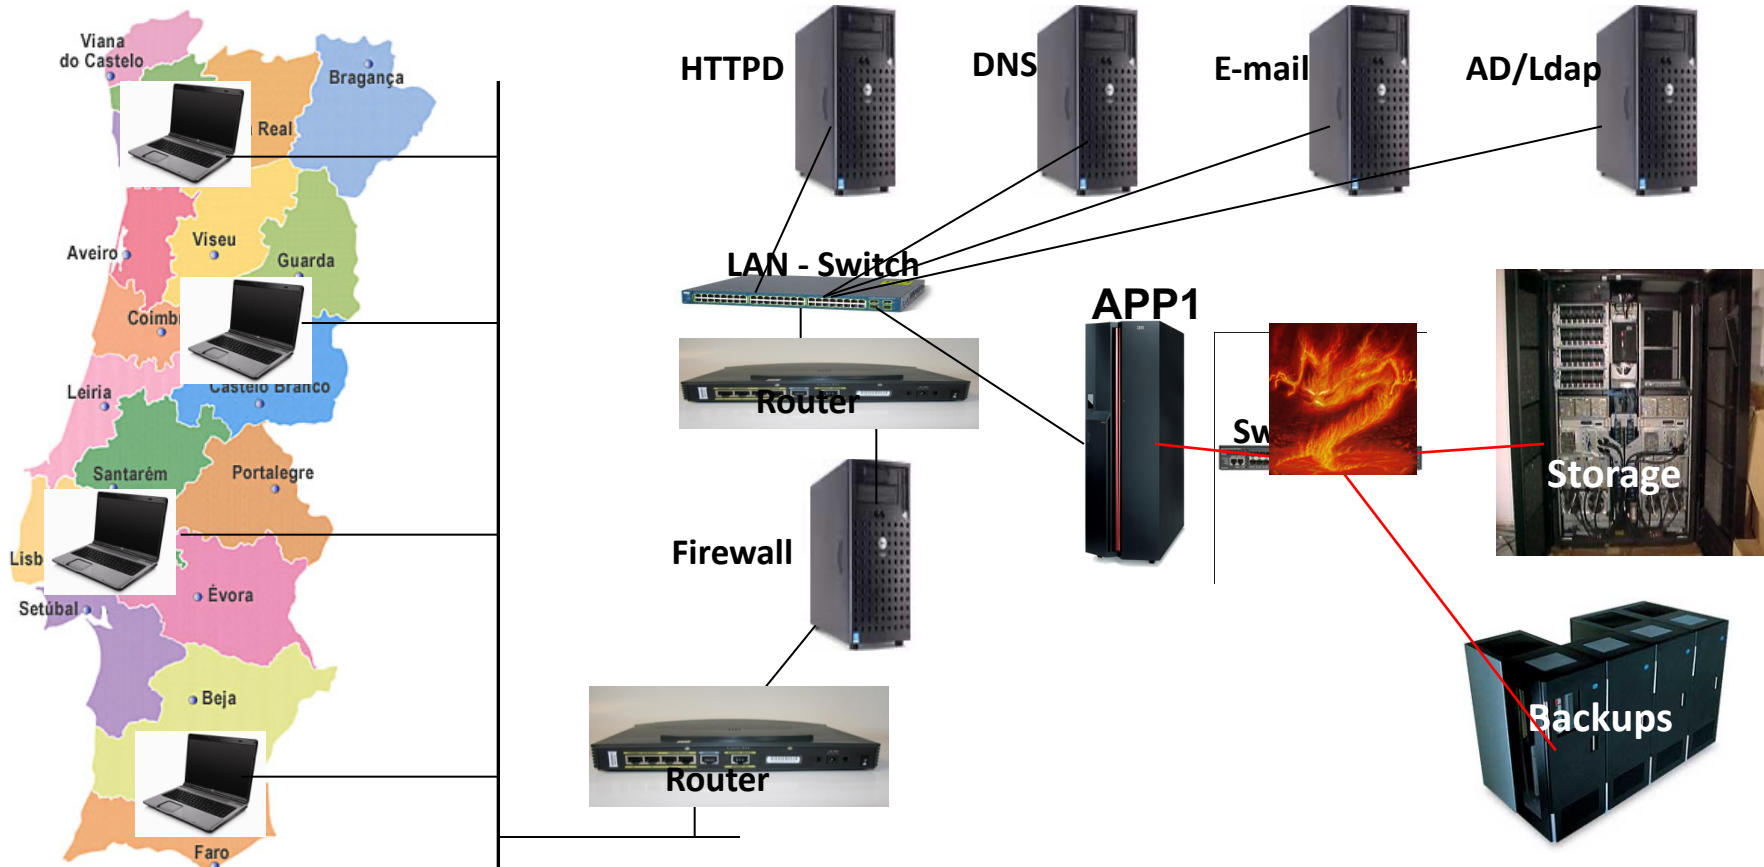 Viana
do Castelo
Bragança
Real
Aveiro
Viseu
Guarda
Coimb
Leiria
Castelo Branco
Santarém
Portalegre
Lisb
Setúbal
Évora
Beja
Faro
HTTPD
DNS
E-mail
AD/Ldap
LAN - Switch
APP1
Router
Sw
Storage
Firewall
Backups
Router